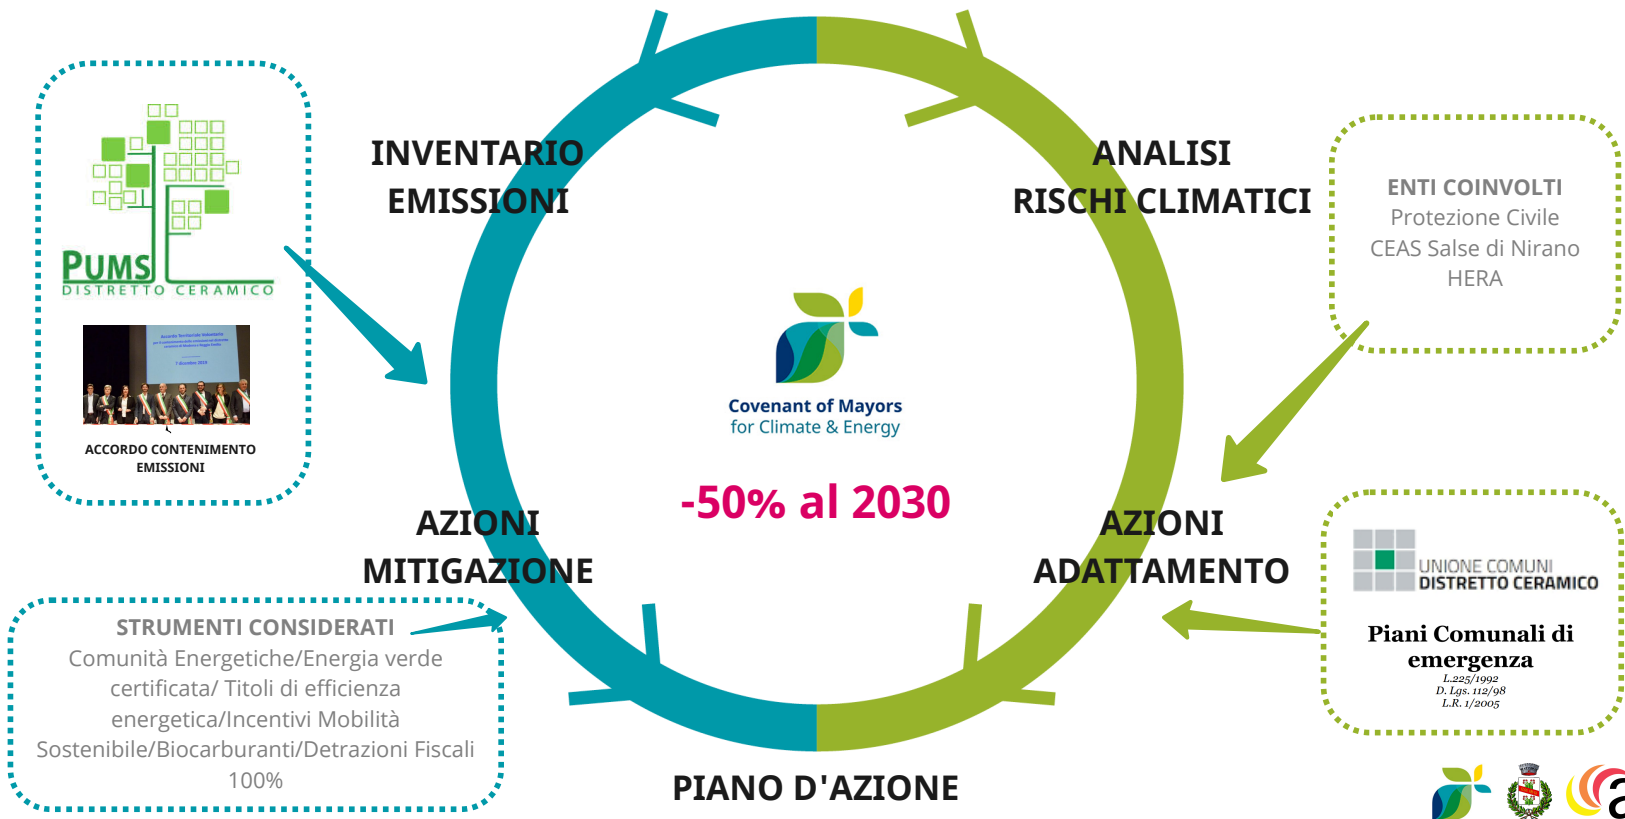 INVENTARIO
EMISSIONI
ANALISI
RISCHI CLIMATICI
PUMS
DISTRETTO CERAMICO
ACCORDO CONTENIMENTO
EMISSIONI
ENTI COINVOLTI
Protezione Civile
CEAS Salse di Nirano
HERA
Covenant of Mayors
for Climate & Energy
-50% al 2030
AZIONI
MITIGAZIONE
AZIONI
ADATTAMENTO
STRUMENTI CONSIDERATI
Comunità Energetiche/Energia verde
certificata/ Titoli di efficienza
energetica/Incentivi Mobilità
Sostenibile/Biocarburanti/Detrazioni Fiscali
100%
UNIONE COMUNI
DISTRETTO CERAMICO
Piani Comunali di
emergenza
L.225/1992
D. Lgs. 112/98
L.R. 1/2005
PIANO D'AZIONE
a